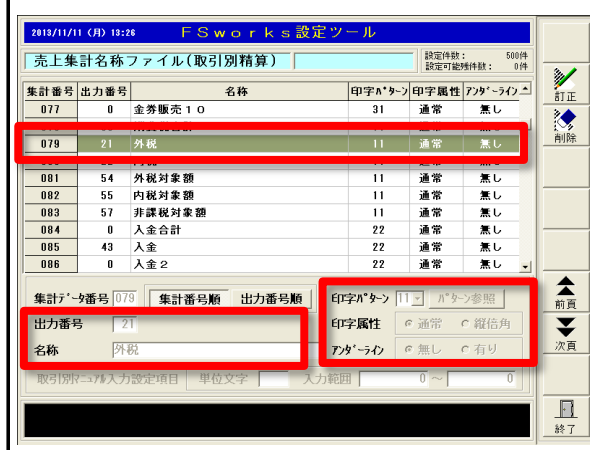 2013/11/11 (月) 13:26 FSworks設定ツール
売上集計名称ファイル(取引別精算) 設定件数: 500件
設定可能残件数: 0件
集計番号 出力番号 名称 印字ﾊﾟﾀｰﾝ 印字属性 ｱﾝﾀﾞｰﾗｲﾝ
077 0 金券販売10 31 通常 無し
079 21 外税 11 通常 無し
081 54 外税対象額 11 通常 無し
082 55 内税対象額 11 通常 無し
083 57 非課税対象額 11 通常 無し
084 0 入金合計 22 通常 無し
085 43 入金 22 通常 無し
086 0 入金2 22 通常 無し
集計ﾃﾞｰﾀ番号 079 集計番号順 出力番号順 印字ﾊﾟﾀｰﾝ 11 ﾊﾟﾀｰﾝ参照
出力番号 21 印字属性 通常 縦倍角
名称 外税 ｱﾝﾀﾞｰﾗｲﾝ 無し 有り
取引別ﾏﾆｭｱﾙ入力設定項目 単位文字 入力範囲 0 ～ 0
訂正
削除
前頁
次頁
終了